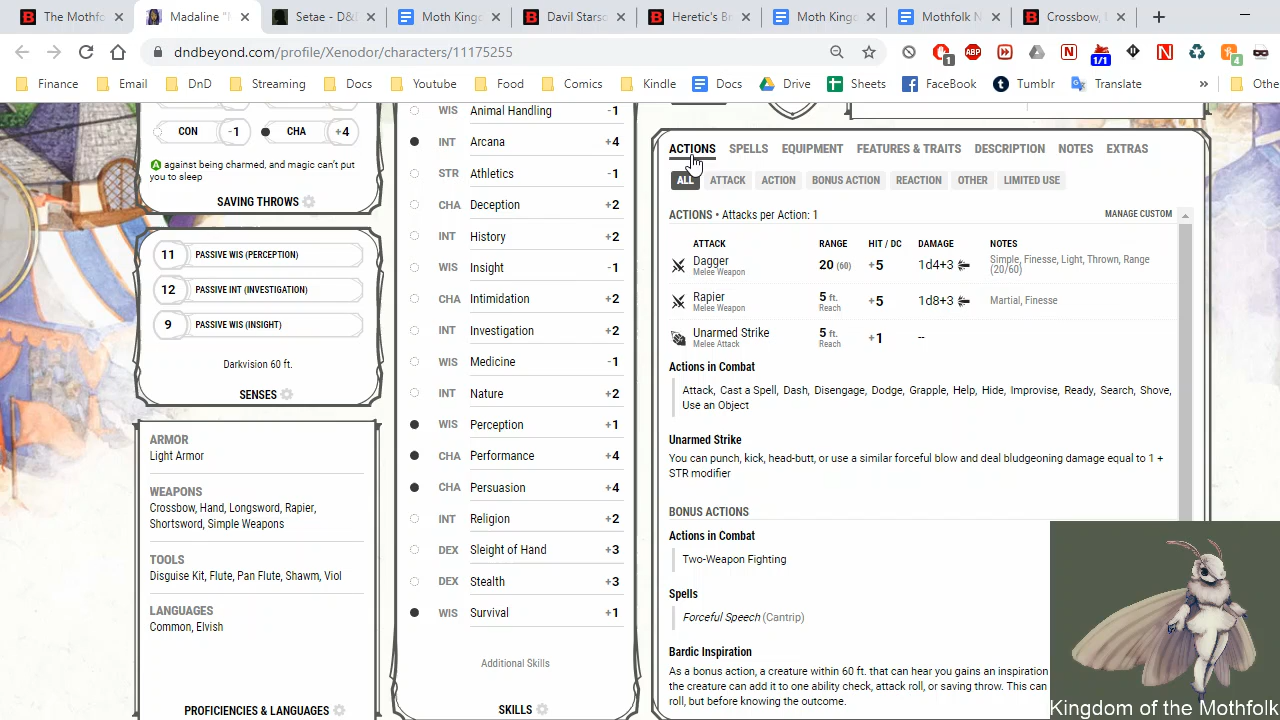 The Mothfo
Madaline "
Setae - D&D
Moth King
Davil Starso
Heretic's Bu
Moth King
Mothfolk N
Crossbow,
dndbeyond.com/profile/Xenodor/characters/11175255
ABP
1
1/1
4
Finance
Email
DnD
Streaming
Docs
Youtube
Food
Comics
Kindle
Docs
Drive
Sheets
FaceBook
Tumblr
Translate
»
Othe
CON -1
CHA +4
A against being charmed, and magic can't put
you to sleep
SAVING THROWS
11 PASSIVE WIS (PERCEPTION)
12 PASSIVE INT (INVESTIGATION)
9 PASSIVE WIS (INSIGHT)
Darkvision 60 ft.
SENSES
ARMOR
Light Armor
WEAPONS
Crossbow, Hand, Longsword, Rapier,
Shortsword, Simple Weapons
TOOLS
Disguise Kit, Flute, Pan Flute, Shawm, Viol
LANGUAGES
Common, Elvish
PROFICIENCIES & LANGUAGES
WIS Animal Handling -1
INT Arcana +4
STR Athletics -1
CHA Deception +2
INT History +2
WIS Insight -1
CHA Intimidation +2
INT Investigation +2
WIS Medicine -1
INT Nature +2
WIS Perception +1
CHA Performance +4
CHA Persuasion +4
INT Religion +2
DEX Sleight of Hand +3
DEX Stealth +3
WIS Survival +1
Additional Skills
SKILLS
ACTIONS SPELLS EQUIPMENT FEATURES & TRAITS DESCRIPTION NOTES EXTRAS
ALL ATTACK ACTION BONUS ACTION REACTION OTHER LIMITED USE
ACTIONS • Attacks per Action: 1 MANAGE CUSTOM
ATTACK RANGE HIT / DC DAMAGE NOTES
Dagger 20 (60) +5 1d4+3 Simple, Finesse, Light, Thrown, Range
Melee Weapon (20/60)
Rapier 5 ft. +5 1d8+3 Martial, Finesse
Melee Weapon Reach
Unarmed Strike 5 ft. +1 --
Melee Attack Reach
Actions in Combat
Attack, Cast a Spell, Dash, Disengage, Dodge, Grapple, Help, Hide, Improvise, Ready, Search, Shove,
Use an Object
Unarmed Strike
You can punch, kick, head-butt, or use a similar forceful blow and deal bludgeoning damage equal to 1 +
STR modifier
BONUS ACTIONS
Actions in Combat
Two-Weapon Fighting
Spells
Forceful Speech (Cantrip)
Bardic Inspiration
As a bonus action, a creature within 60 ft. that can hear you gains an inspiration
the creature can add it to one ability check, attack roll, or saving throw. This can
roll, but before knowing the outcome.
Kingdom of the Mothfolk